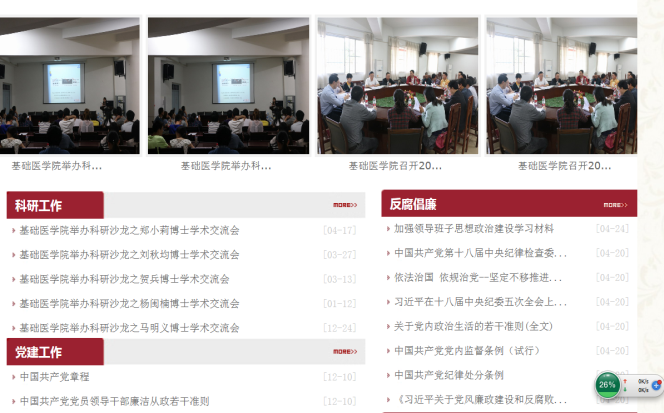 基础医学院举办科...
基础医学院举办科...
基础医学院召开20...
基础医学院召开20...
科研工作 MORE>>
基础医学院举办科研沙龙之郑小莉博士学术交流会 [04-17]
基础医学院举办科研沙龙之刘秋均博士学术交流会 [03-27]
基础医学院举办科研沙龙之贺兵博士学术交流会 [03-13]
基础医学院举办科研沙龙之杨闺楠博士学术交流会 [01-12]
基础医学院举办科研沙龙之马明义博士学术交流会 [12-24]
党建工作 MORE>>
中国共产党章程 [12-10]
中国共产党党员领导干部廉洁从政若干准则 [12-10]
反腐倡廉 MORE>>
加强领导班子思想政治建设学习材料 [04-24]
中国共产党第十八届中央纪律检查委... [04-20]
依法治国 依规治党—坚定不移推进... [04-20]
习近平在十八届中央纪委五次全会上... [04-20]
关于党内政治生活的若干准则(全文) [04-20]
中国共产党党内监督条例（试行） [04-20]
中国共产党纪律处分条例
《习近平关于党风廉政建设和反腐败...
26%
0K/s
0K/s